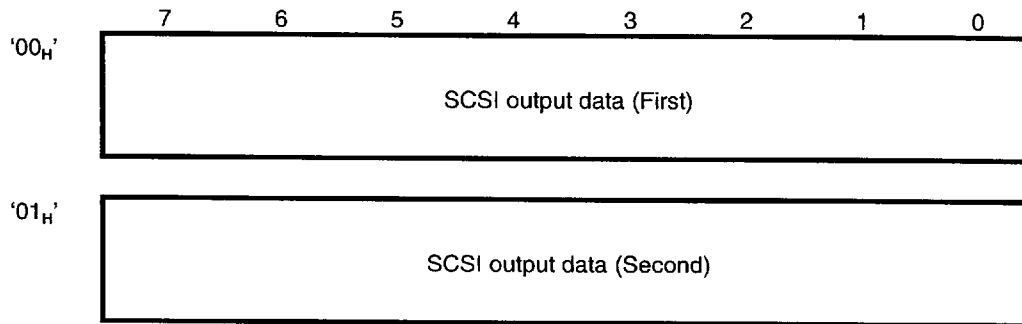 7 6 5 4 3 2 1 0
‘00H’
SCSI output data (First)
‘01H’
SCSI output data (Second)